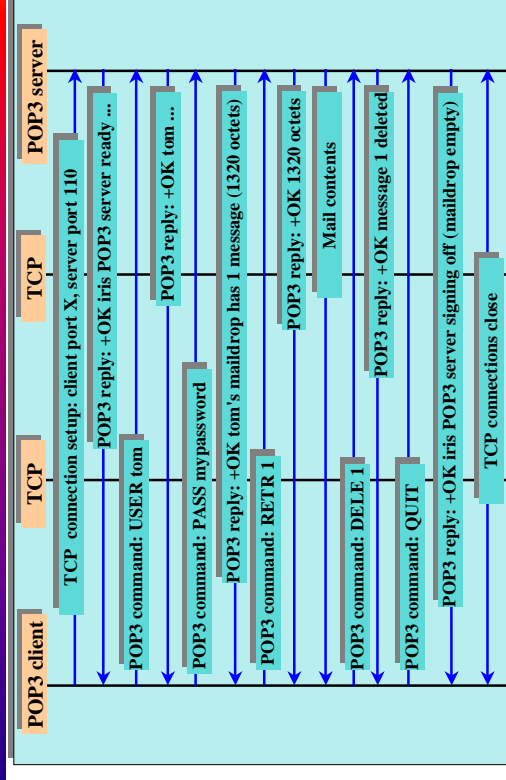 POP3 client
TCP
TCP
POP3 server
TCP connection setup: client port X, server port 110
POP3 reply: +OK iris POP3 server ready ...
POP3 command: USER tom
POP3 reply: +OK tom ...
POP3 command: PASS mypassword
POP3 reply: +OK tom's maildrop has 1 message (1320 octets)
POP3 command: RETR 1
POP3 reply: +OK 1320 octets
Mail contents
POP3 command: DELE 1
POP3 reply: +OK message 1 deleted
POP3 command: QUIT
POP3 reply: +OK iris POP3 server signing off (maildrop empty)
TCP connections close